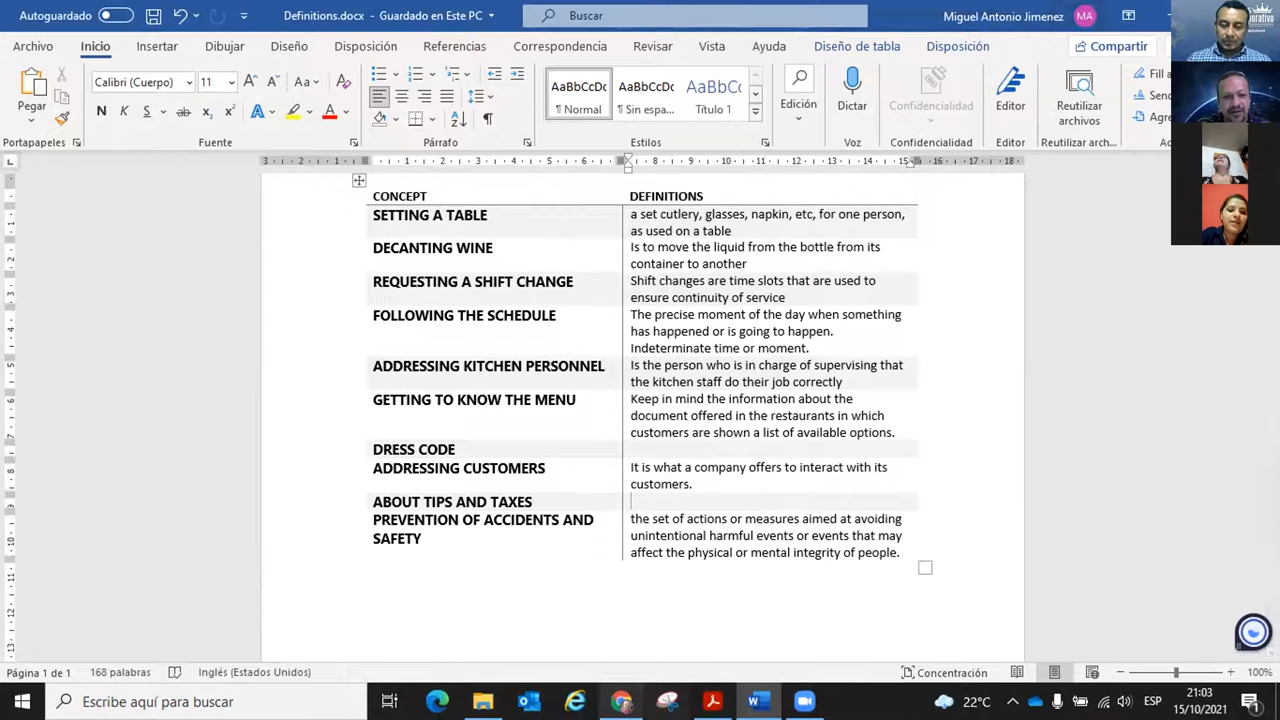 Autoguardado
Definitions.docx - Guardado en Este PC
Buscar
Miguel Antonio Jimenez
MA
Archivo Inicio Insertar Dibujar Diseño Disposición Referencias Correspondencia Revisar Vista Ayuda Diseño de tabla Disposición
Compartir
Calibri (Cuerpo) 11
Pegar
AaBbCcDc AaBbCcDc AaBbCc
¶ Normal ¶ Sin espa... Título 1
Edición
Dictar
Confidencialidad
Editor
Reutilizar
archivos
Fill a
Portapapeles Fuente Párrafo Estilos Voz Confidencialidad Reutilizar arch...
CONCEPT DEFINITIONS
SETTING A TABLE a set cutlery, glasses, napkin, etc, for one person,
as used on a table
DECANTING WINE Is to move the liquid from the bottle from its
container to another
REQUESTING A SHIFT CHANGE Shift changes are time slots that are used to
ensure continuity of service
FOLLOWING THE SCHEDULE The precise moment of the day when something
has happened or is going to happen.
Indeterminate time or moment.
ADDRESSING KITCHEN PERSONNEL Is the person who is in charge of supervising that
the kitchen staff do their job correctly
GETTING TO KNOW THE MENU Keep in mind the information about the
document offered in the restaurants in which
customers are shown a list of available options.
DRESS CODE
ADDRESSING CUSTOMERS It is what a company offers to interact with its
customers.
ABOUT TIPS AND TAXES
PREVENTION OF ACCIDENTS AND the set of actions or measures aimed at avoiding
SAFETY unintentional harmful events or events that may
affect the physical or mental integrity of people.
Página 1 de 1 168 palabras Inglés (Estados Unidos) Concentración 100%
Escribe aquí para buscar
22°C
ESP
21:03
15/10/2021